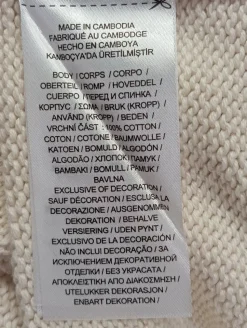 MADE IN CAMBODIA
FABRIQUÉ AU CAMBODGE
HECHO EN CAMBOYA
KAMBOÇYA'DA ÜRETİLMİŞTİR
BODY / CORPS / CORPO /
OBERTEIL / ROMP / HOVEDDEL /
CUERPO / ПЕРЕД И СПИНКА /
КОРПУС / ΣΩΜΑ / BRUK (KROPP) /
ANVÄND (KROPP) / BEDEN /
VRCHNÍ ČÁST : 100% COTTON /
COTON / COTONE / BAUMWOLLE /
KATOEN / BOMULD / ALGODÓN /
ALGODÃO / ХЛОПОК / ПАМУК /
ΒΑΜΒΑΚΙ / BOMULL / PAMUK /
BAVLNA
EXCLUSIVE OF DECORATION /
SAUF DÉCORATION / ESCLUSA LA
DECORAZIONE / AUSGENOMMEN
DEKORATION / BEHALVE
VERSIERING / UDEN PYNT /
EXCLUSIVO DE LA DECORACIÓN /
NÃO INCLUI DECORAÇÃO / ЗА
ИСКЛЮЧЕНИЕМ ДЕКОРАТИВНОЙ
ОТДЕЛКИ / БЕЗ УКРАСАТА /
ΑΠΟΚΛΕΙΣΤΙΚΗ ΑΠΟ ΔΙΑΚΟΣΜΗΣΗ /
UTELUKKER DEKORASJON /
ENBART DEKORATION /